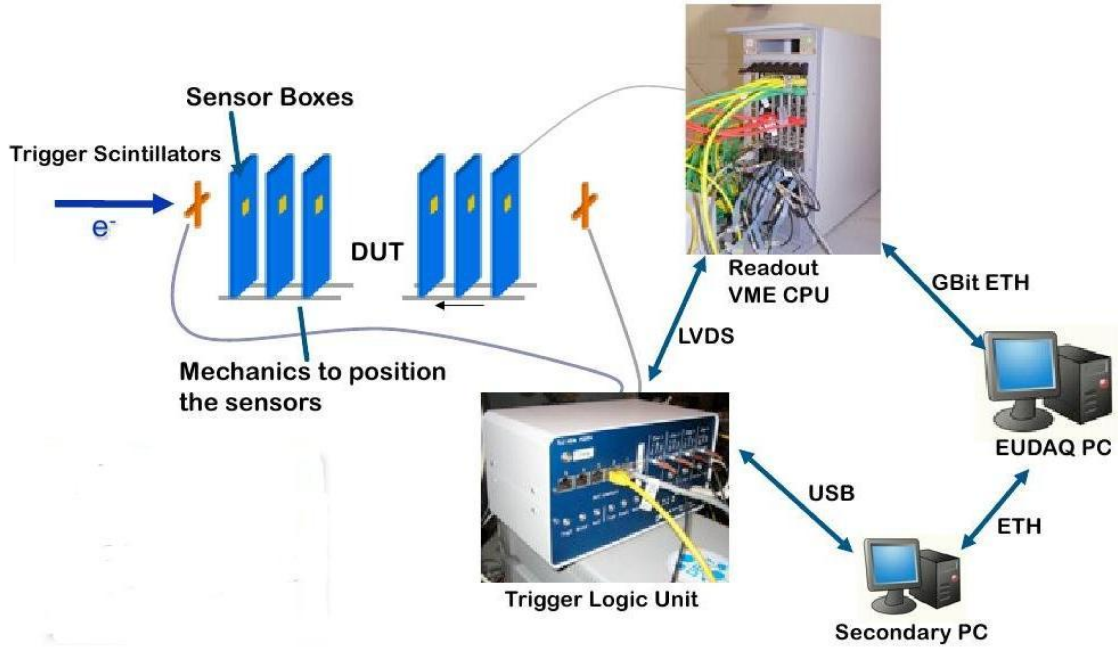 Sensor Boxes
Trigger Scintillators
e-
DUT
Mechanics to position
the sensors
Readout
VME CPU
GBit ETH
LVDS
EUDAQ PC
USB
ETH
Trigger Logic Unit
Secondary PC